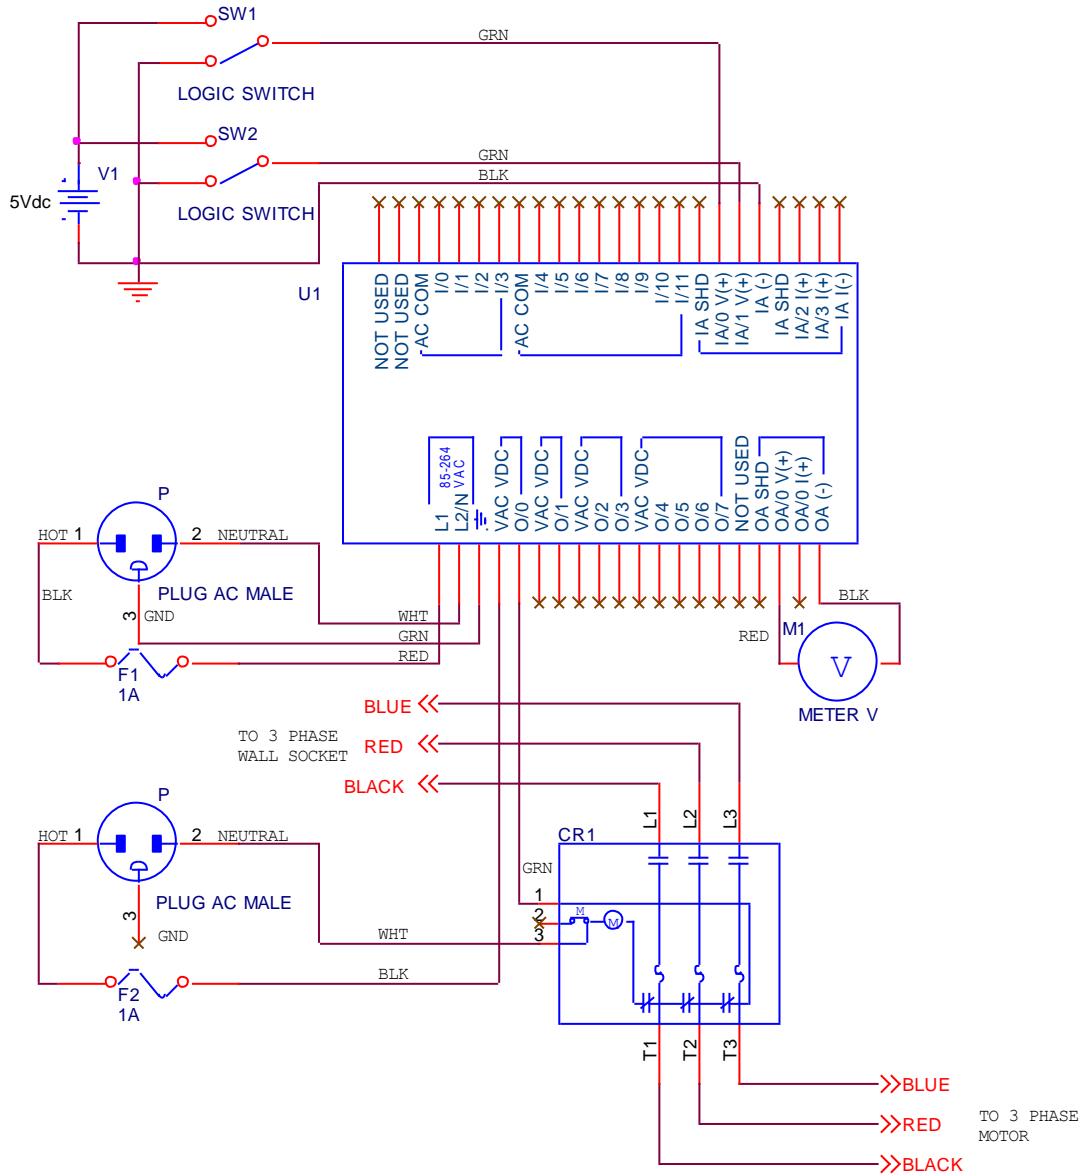 SW1
GRN
LOGIC SWITCH
SW2
GRN
V1
BLK
5Vdc
LOGIC SWITCH
U1
NOT USED
NOT USED
AC COM
I/0
I/1
I/2
I/3
AC COM
I/4
I/5
I/6
I/7
I/8
I/9
I/10
I/11
IA SHD
IA/0 V(+)
IA/1 V(+)
IA (-)
IA SHD
IA/2 I(+)
IA/3 I(+)
IA I(-)
85-264
VAC
L1
L2/N
VAC VDC
O/0
VAC VDC
O/1
VAC VDC
O/2
O/3
VAC VDC
O/4
O/5
O/6
O/7
NOT USED
OA SHD
OA/0 V(+)
OA/0 I(+)
OA (-)
P
HOT 1
2 NEUTRAL
BLK
PLUG AC MALE
3
GND
WHT
GRN
RED
F1
1A
BLK
RED
M1
V
METER V
BLUE
TO 3 PHASE
WALL SOCKET
RED
BLACK
P
HOT 1
2 NEUTRAL
PLUG AC MALE
3
GND
WHT
BLK
F2
1A
L1
L2
L3
CR1
GRN
1
2
3
M
M
T1
T2
T3
BLUE
RED
TO 3 PHASE
MOTOR
BLACK